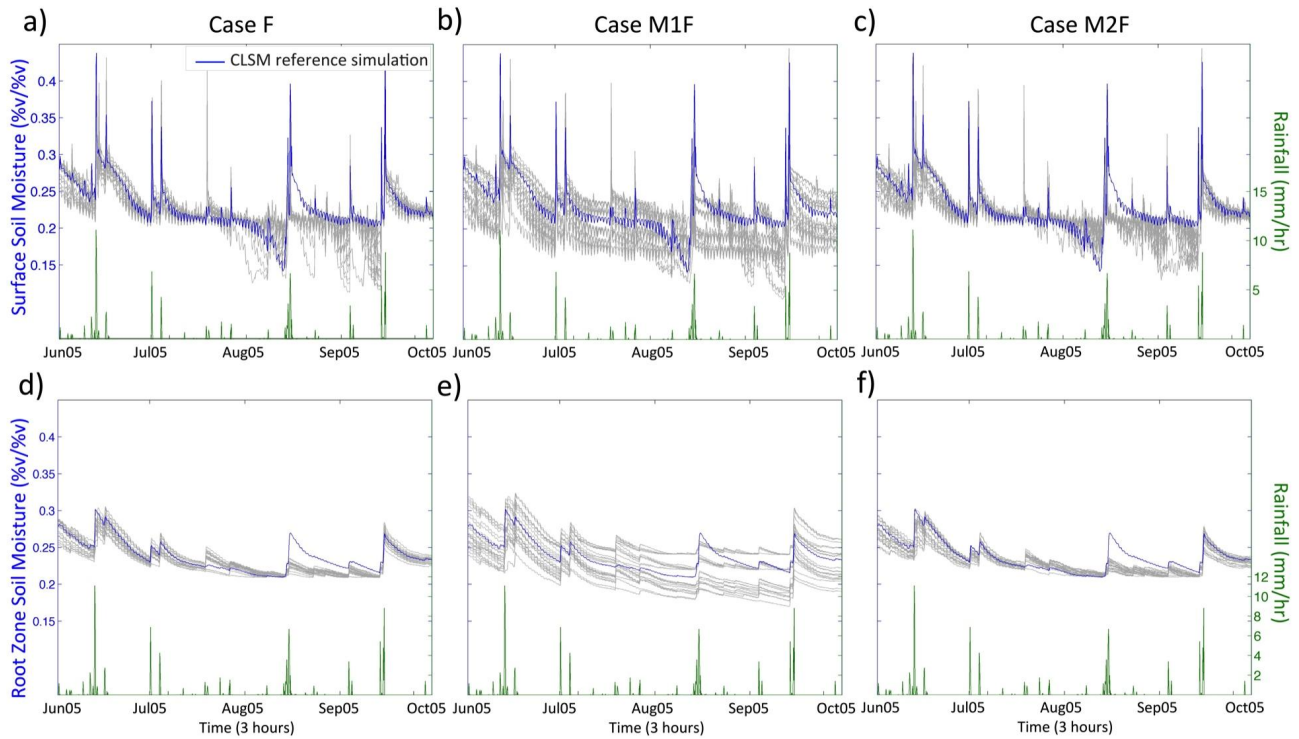 a) Case F b) Case M1F c) Case M2F
CLSM reference simulation
Surface Soil Moisture (%v/%v)
0.4
0.35
0.3
0.25
0.2
0.15
Rainfall (mm/hr)
15
10
5
Jun05 Jul05 Aug05 Sep05 Oct05
Jun05 Jul05 Aug05 Sep05 Oct05
Jun05 Jul05 Aug05 Sep05 Oct05
d) e) f)
Root Zone Soil Moisture (%v/%v)
0.4
0.35
0.3
0.25
0.2
0.15
Rainfall (mm/hr)
12
10
8
6
4
2
Jun05 Jul05 Aug05 Sep05 Oct05
Jun05 Jul05 Aug05 Sep05 Oct05
Jun05 Jul05 Aug05 Sep05 Oct05
Time (3 hours) Time (3 hours) Time (3 hours)